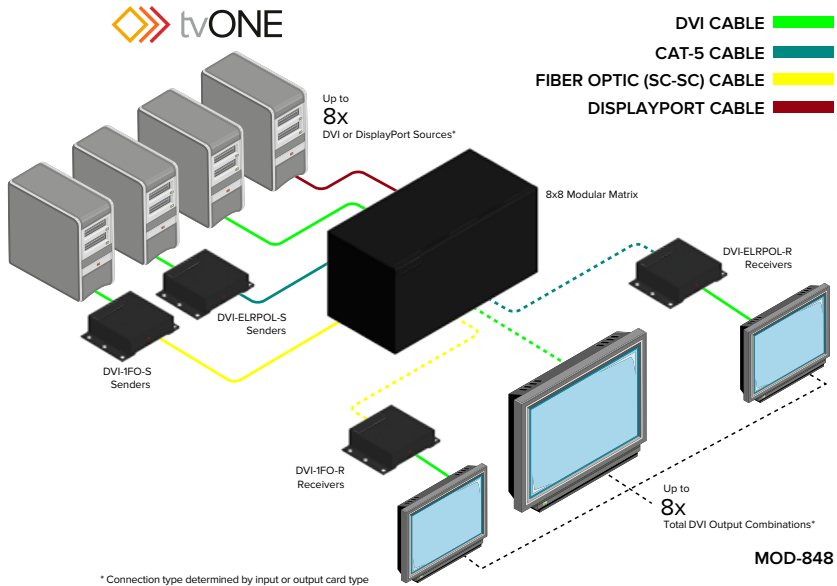 tvONE
DVI CABLE
CAT-5 CABLE
FIBER OPTIC (SC-SC) CABLE
DISPLAYPORT CABLE
Up to
8x
DVI or DisplayPort Sources*
8x8 Modular Matrix
DVI-ELRPOL-R
Receivers
DVI-ELRPOL-S
Senders
DVI-1FO-S
Senders
DVI-1FO-R
Receivers
Up to
8x
Total DVI Output Combinations*
MOD-848
* Connection type determined by input or output card type